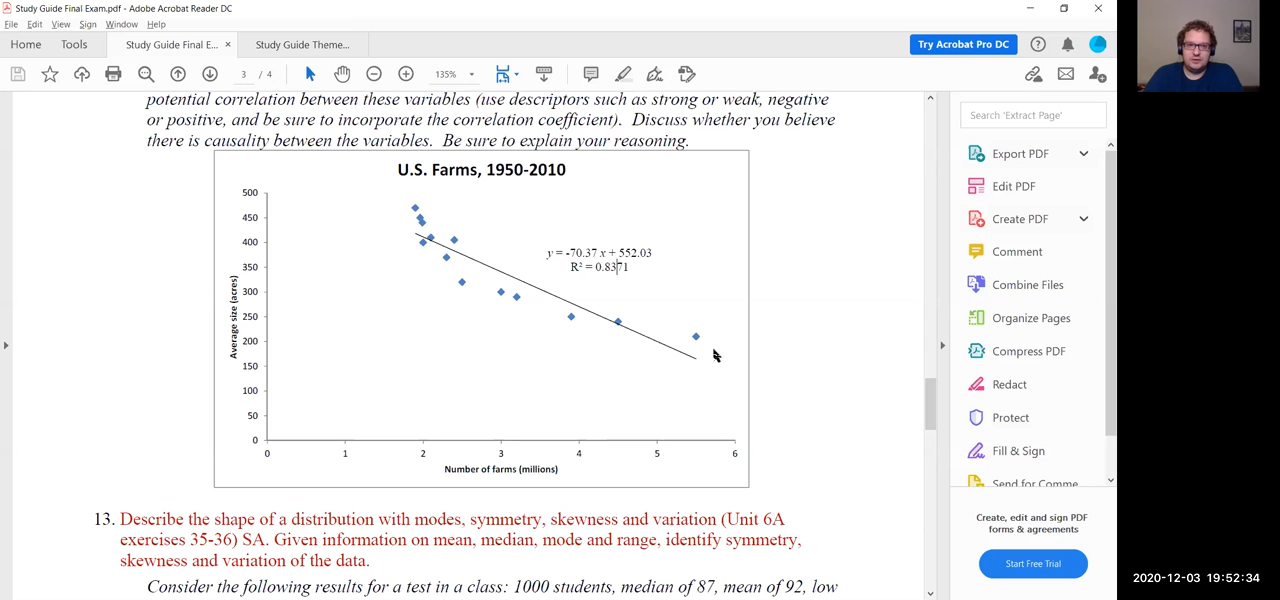 Study Guide Final Exam.pdf - Adobe Acrobat Reader DC
File Edit View Sign Window Help
Home Tools Study Guide Final E... × Study Guide Theme... Try Acrobat Pro DC
3 / 4 135%
potential correlation between these variables (use descriptors such as strong or weak, negative
or positive, and be sure to incorporate the correlation coefficient). Discuss whether you believe
there is causality between the variables. Be sure to explain your reasoning.
U.S. Farms, 1950-2010
500
450
400
350
300
250
200
150
100
50
0
Average size (acres)
y = -70.37 x + 552.03
R² = 0.8371
0 1 2 3 4 5 6
Number of farms (millions)
13. Describe the shape of a distribution with modes, symmetry, skewness and variation (Unit 6A
exercises 35-36) SA. Given information on mean, median, mode and range, identify symmetry,
skewness and variation of the data.
Consider the following results for a test in a class: 1000 students, median of 87, mean of 92, low
Search 'Extract Page'
Export PDF
Edit PDF
Create PDF
Comment
Combine Files
Organize Pages
Compress PDF
Redact
Protect
Fill & Sign
Send for Comme
Create, edit and sign PDF
forms & agreements
Start Free Trial
2020-12-03 19:52:34